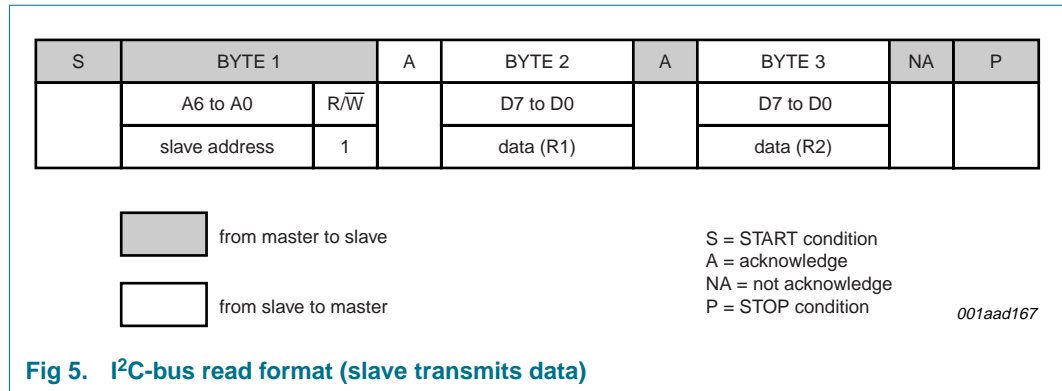 S BYTE 1 A BYTE 2 A BYTE 3 NA P
A6 to A0 R/W̅ D7 to D0 D7 to D0
slave address 1 data (R1) data (R2)
from master to slave
from slave to master
S = START condition
A = acknowledge
NA = not acknowledge
P = STOP condition
001aad167
Fig 5. I²C-bus read format (slave transmits data)